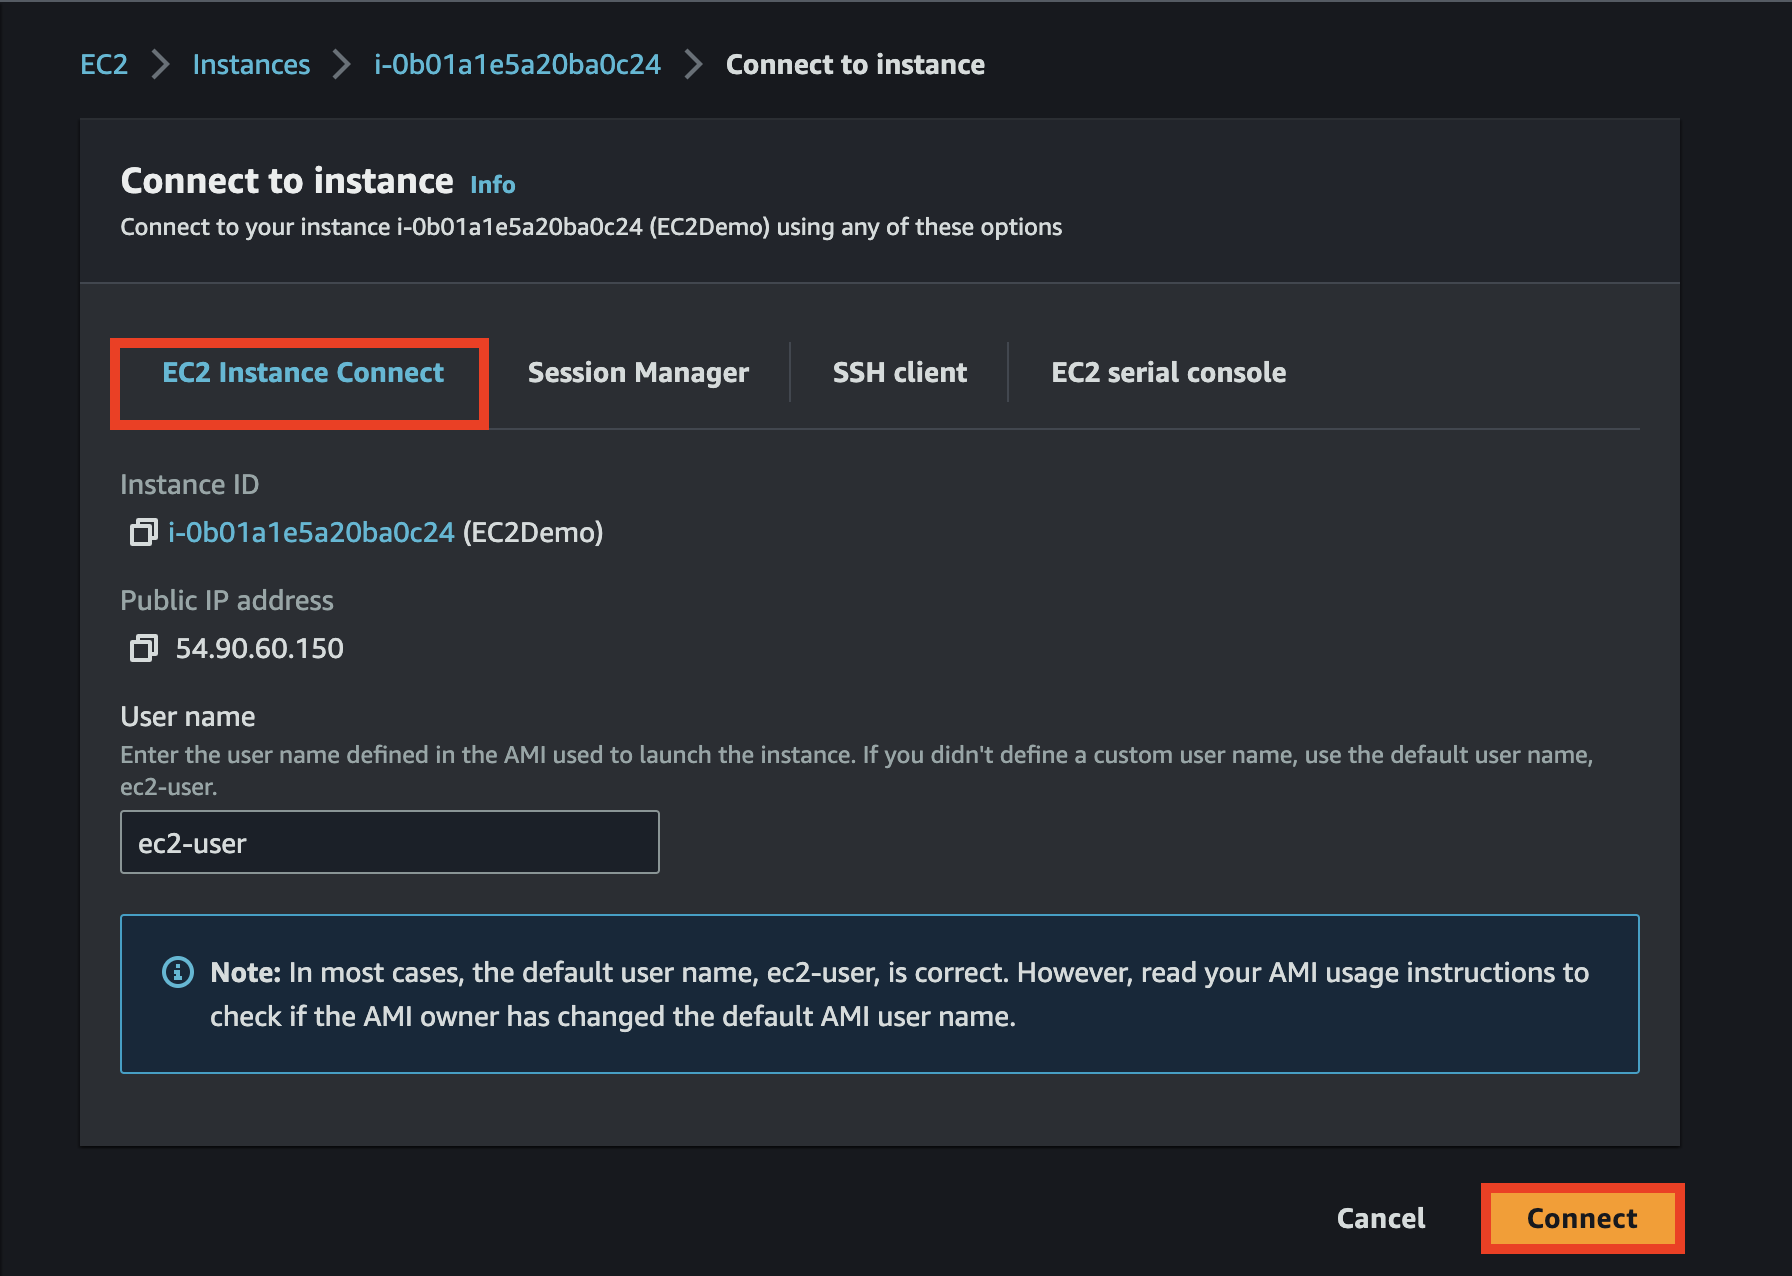 EC2 Instances i-0b01a1e5a20ba0c24 Connect to instance
Connect to instance Info
Connect to your instance i-0b01a1e5a20ba0c24 (EC2Demo) using any of these options
EC2 Instance Connect Session Manager SSH client EC2 serial console
Instance ID
i-0b01a1e5a20ba0c24 (EC2Demo)
Public IP address
54.90.60.150
User name
Enter the user name defined in the AMI used to launch the instance. If you didn't define a custom user name, use the default user name,
ec2-user.
ec2-user
Note: In most cases, the default user name, ec2-user, is correct. However, read your AMI usage instructions to
check if the AMI owner has changed the default AMI user name.
Cancel Connect